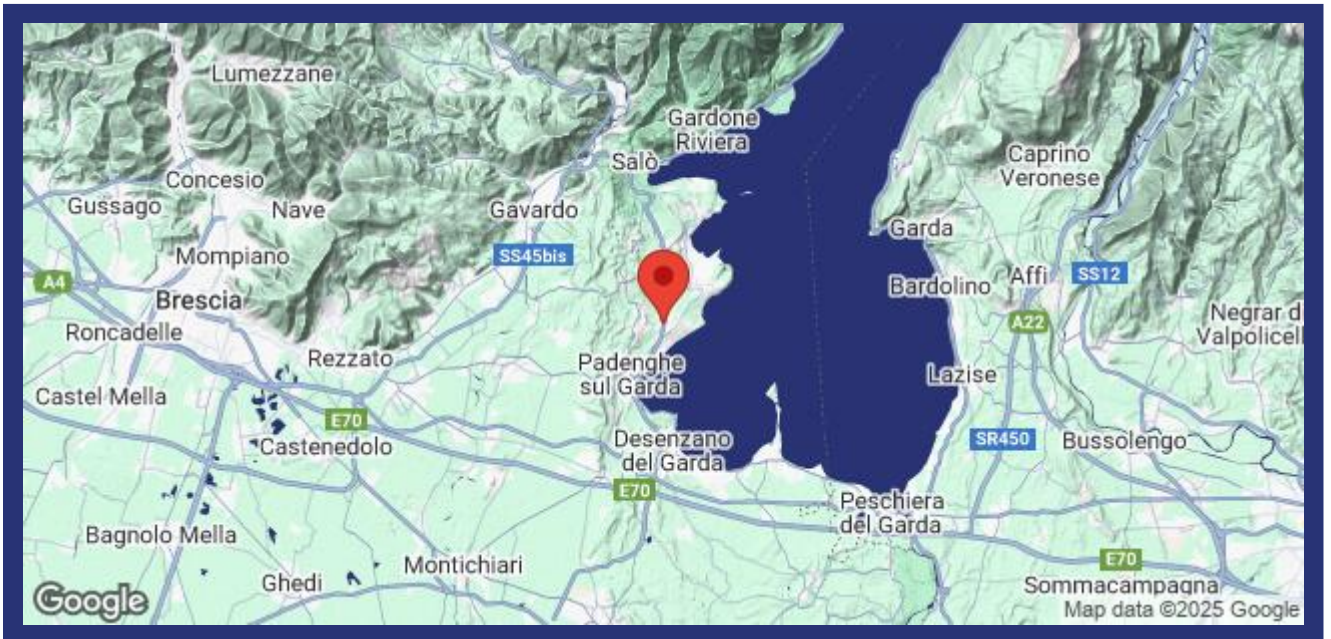 Lumezzane
Gardone
Riviera
Salò
Caprino
Veronese
Concesio
Gussago
Nave
Gavardo
Garda
Mompiano
SS45bis
A4
Brescia
Bardolino
Affi
SS12
Roncadelle
A22
Negrar di
Valpolicell
Rezzato
Padenghe
sul Garda
Lazise
Castel Mella
E70
Castenedolo
Desenzano
del Garda
SR450
Bussolengo
E70
Peschiera
del Garda
Bagnolo Mella
Montichiari
E70
Ghedi
Sommacampagna
Google
Map data ©2025 Google